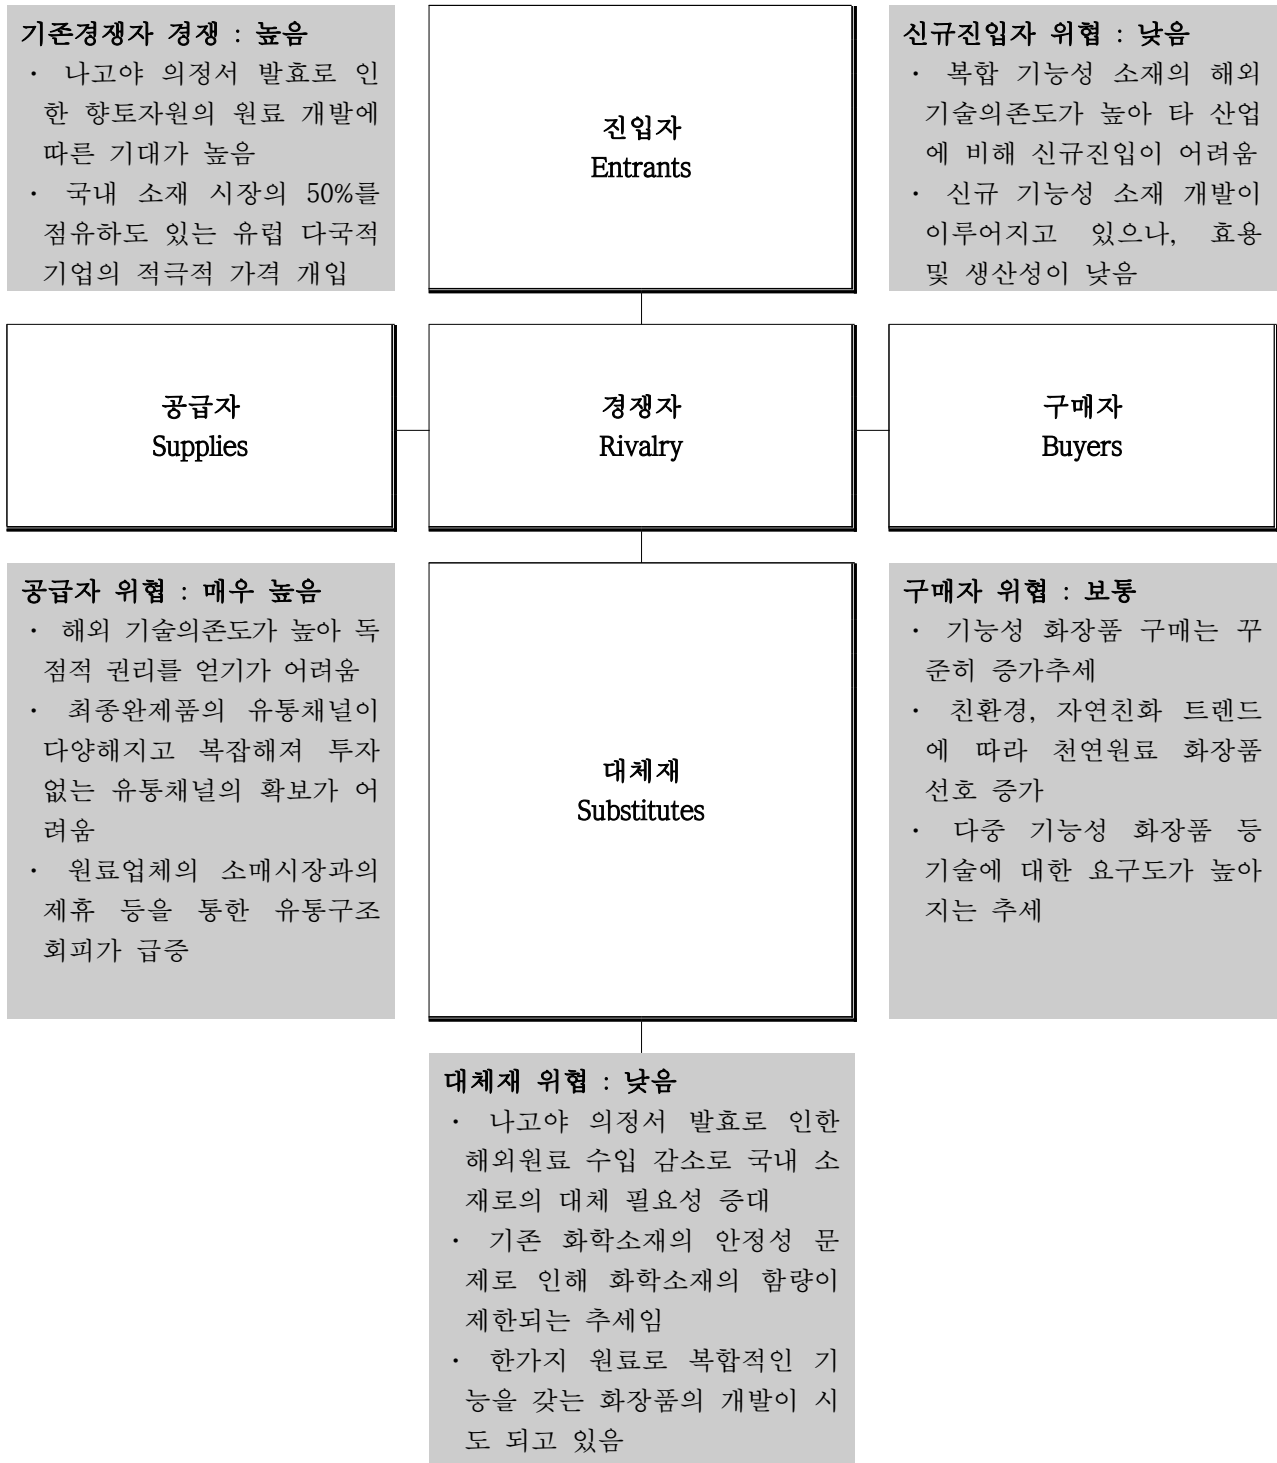 기존경쟁자 경쟁 : 높음
· 나고야 의정서 발효로 인
한 향토자원의 원료 개발에
따른 기대가 높음
· 국내 소재 시장의 50%를
점유하도 있는 유럽 다국적
기업의 적극적 가격 개입
진입자
Entrants
신규진입자 위협 : 낮음
· 복합 기능성 소재의 해외
기술의존도가 높아 타 산업
에 비해 신규진입이 어려움
· 신규 기능성 소재 개발이
이루어지고 있으나, 효용
및 생산성이 낮음
공급자
Supplies
경쟁자
Rivalry
구매자
Buyers
공급자 위협 : 매우 높음
· 해외 기술의존도가 높아 독
점적 권리를 얻기가 어려움
· 최종완제품의 유통채널이
다양해지고 복잡해져 투자
없는 유통채널의 확보가 어
려움
· 원료업체의 소매시장과의
제휴 등을 통한 유통구조
회피가 급증
대체재
Substitutes
구매자 위협 : 보통
· 기능성 화장품 구매는 꾸
준히 증가추세
· 친환경, 자연친화 트렌드
에 따라 천연원료 화장품
선호 증가
· 다중 기능성 화장품 등
기술에 대한 요구도가 높아
지는 추세
대체재 위협 : 낮음
· 나고야 의정서 발효로 인한
해외원료 수입 감소로 국내 소
재로의 대체 필요성 증대
· 기존 화학소재의 안정성 문
제로 인해 화학소재의 함량이
제한되는 추세임
· 한가지 원료로 복합적인 기
능을 갖는 화장품의 개발이 시
도 되고 있음